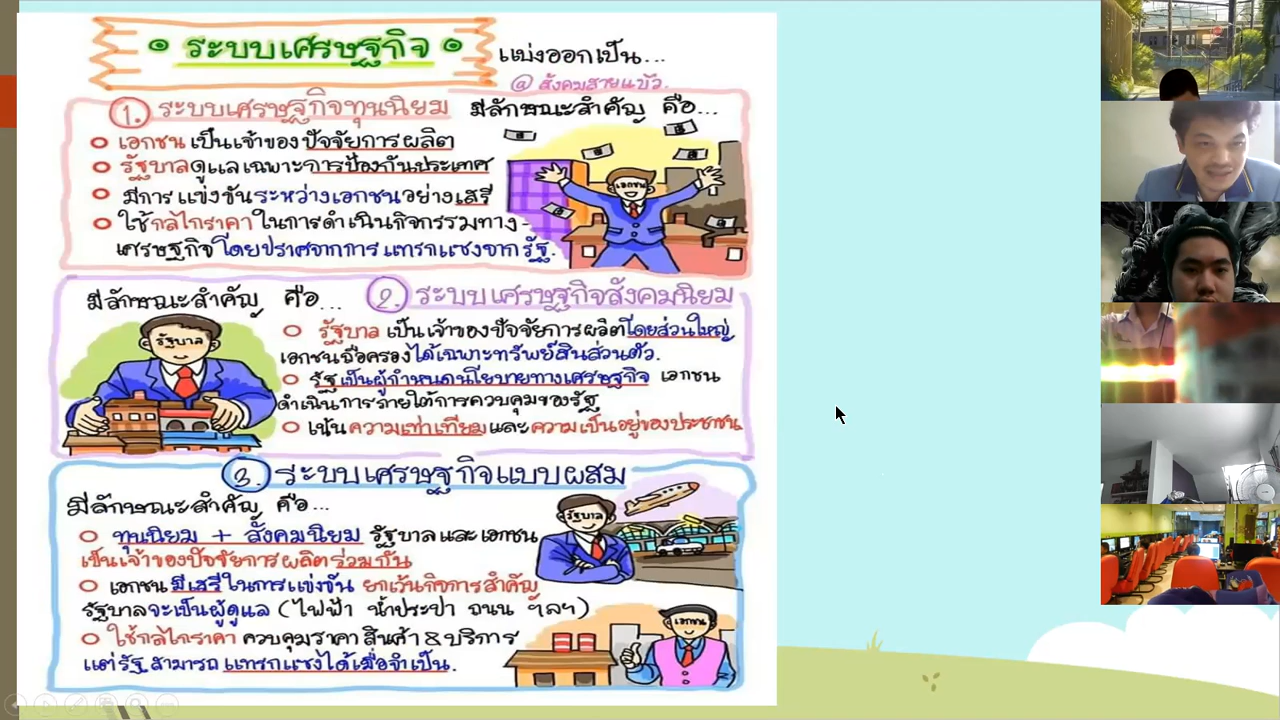 ระบบเศรษฐกิจ
แบ่งออกเป็น...
@ สังคมสายแบ๊ว.
1. ระบบเศรษฐกิจทุนนิยม มีลักษณะสำคัญ คือ...
เอกชน เป็นเจ้าของปัจจัยการผลิต
รัฐบาลดูแลเฉพาะการป้องกันประเทศ
มีการแข่งขันระหว่างเอกชนอย่างเสรี
ใช้กลไกราคาในการดำเนินกิจกรรมทาง-
เศรษฐกิจโดยปราศจากการแทรกแซงจากรัฐ.
เอกชน
มีลักษณะสำคัญ คือ... 2. ระบบเศรษฐกิจสังคมนิยม
รัฐบาล
รัฐบาล เป็นเจ้าของปัจจัยการผลิตโดยส่วนใหญ่
เอกชนถือครองได้เฉพาะทรัพย์สินส่วนตัว.
รัฐเป็นผู้กำหนดนโยบายทางเศรษฐกิจ เอกชน
ดำเนินการภายใต้การควบคุมของรัฐ
เน้นความเท่าเทียมและความเป็นอยู่ของประชาชน
3. ระบบเศรษฐกิจแบบผสม
มีลักษณะสำคัญ คือ...
ทุนนิยม + สังคมนิยม รัฐบาลและเอกชน
เป็นเจ้าของปัจจัยการผลิตร่วมกัน
เอกชนมีเสรีในการแข่งขัน ยกเว้นกิจการสำคัญ
รัฐบาลจะเป็นผู้ดูแล (ไฟฟ้า น้ำประปา ถนน ฯลฯ)
ใช้กลไกราคา ควบคุมราคาสินค้า & บริการ
แต่รัฐสามารถแทรกแซงได้เมื่อจำเป็น.
รัฐบาล
เอกชน